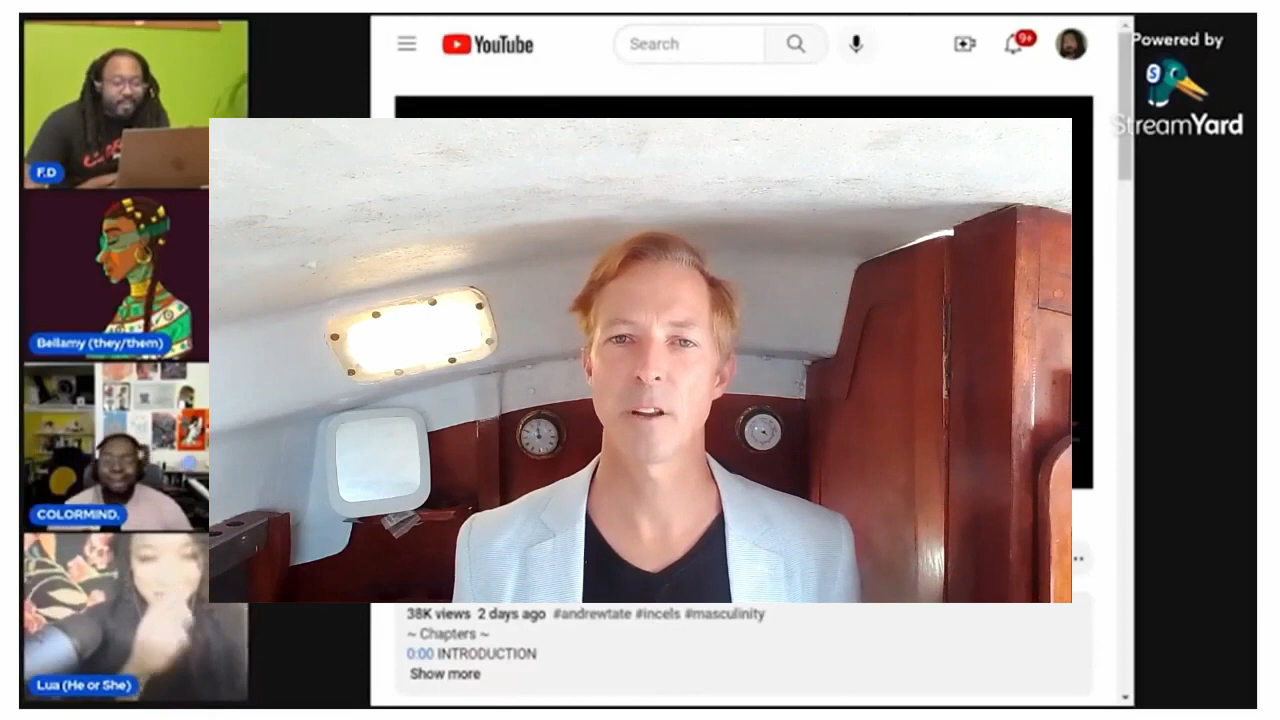 YouTube
Search
9+
Powered by
S
StreamYard
F.D
Bellamy (they/them)
COLORMIND.
Lua (He or She)
38K views 2 days ago #andrewtate #incels #masculinity
~ Chapters ~
0:00 INTRODUCTION
Show more